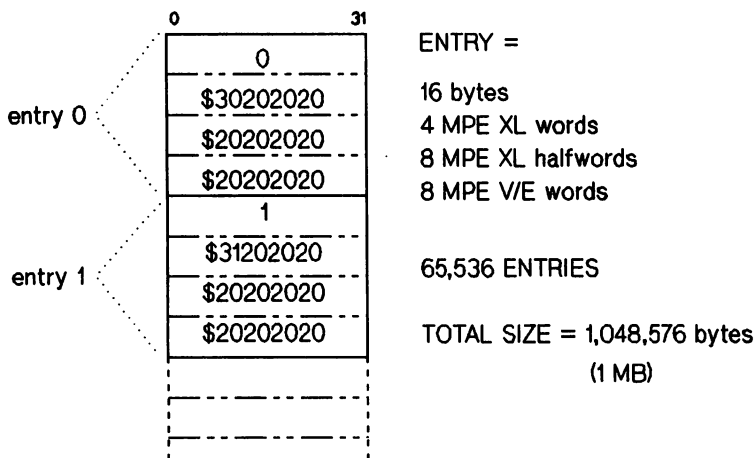 0 31
0
$30202020
$20202020
$20202020
entry 0
1
$31202020
$20202020
$20202020
entry 1
ENTRY =
16 bytes
4 MPE XL words
8 MPE XL halfwords
8 MPE V/E words
65,536 ENTRIES
TOTAL SIZE = 1,048,576 bytes
(1 MB)